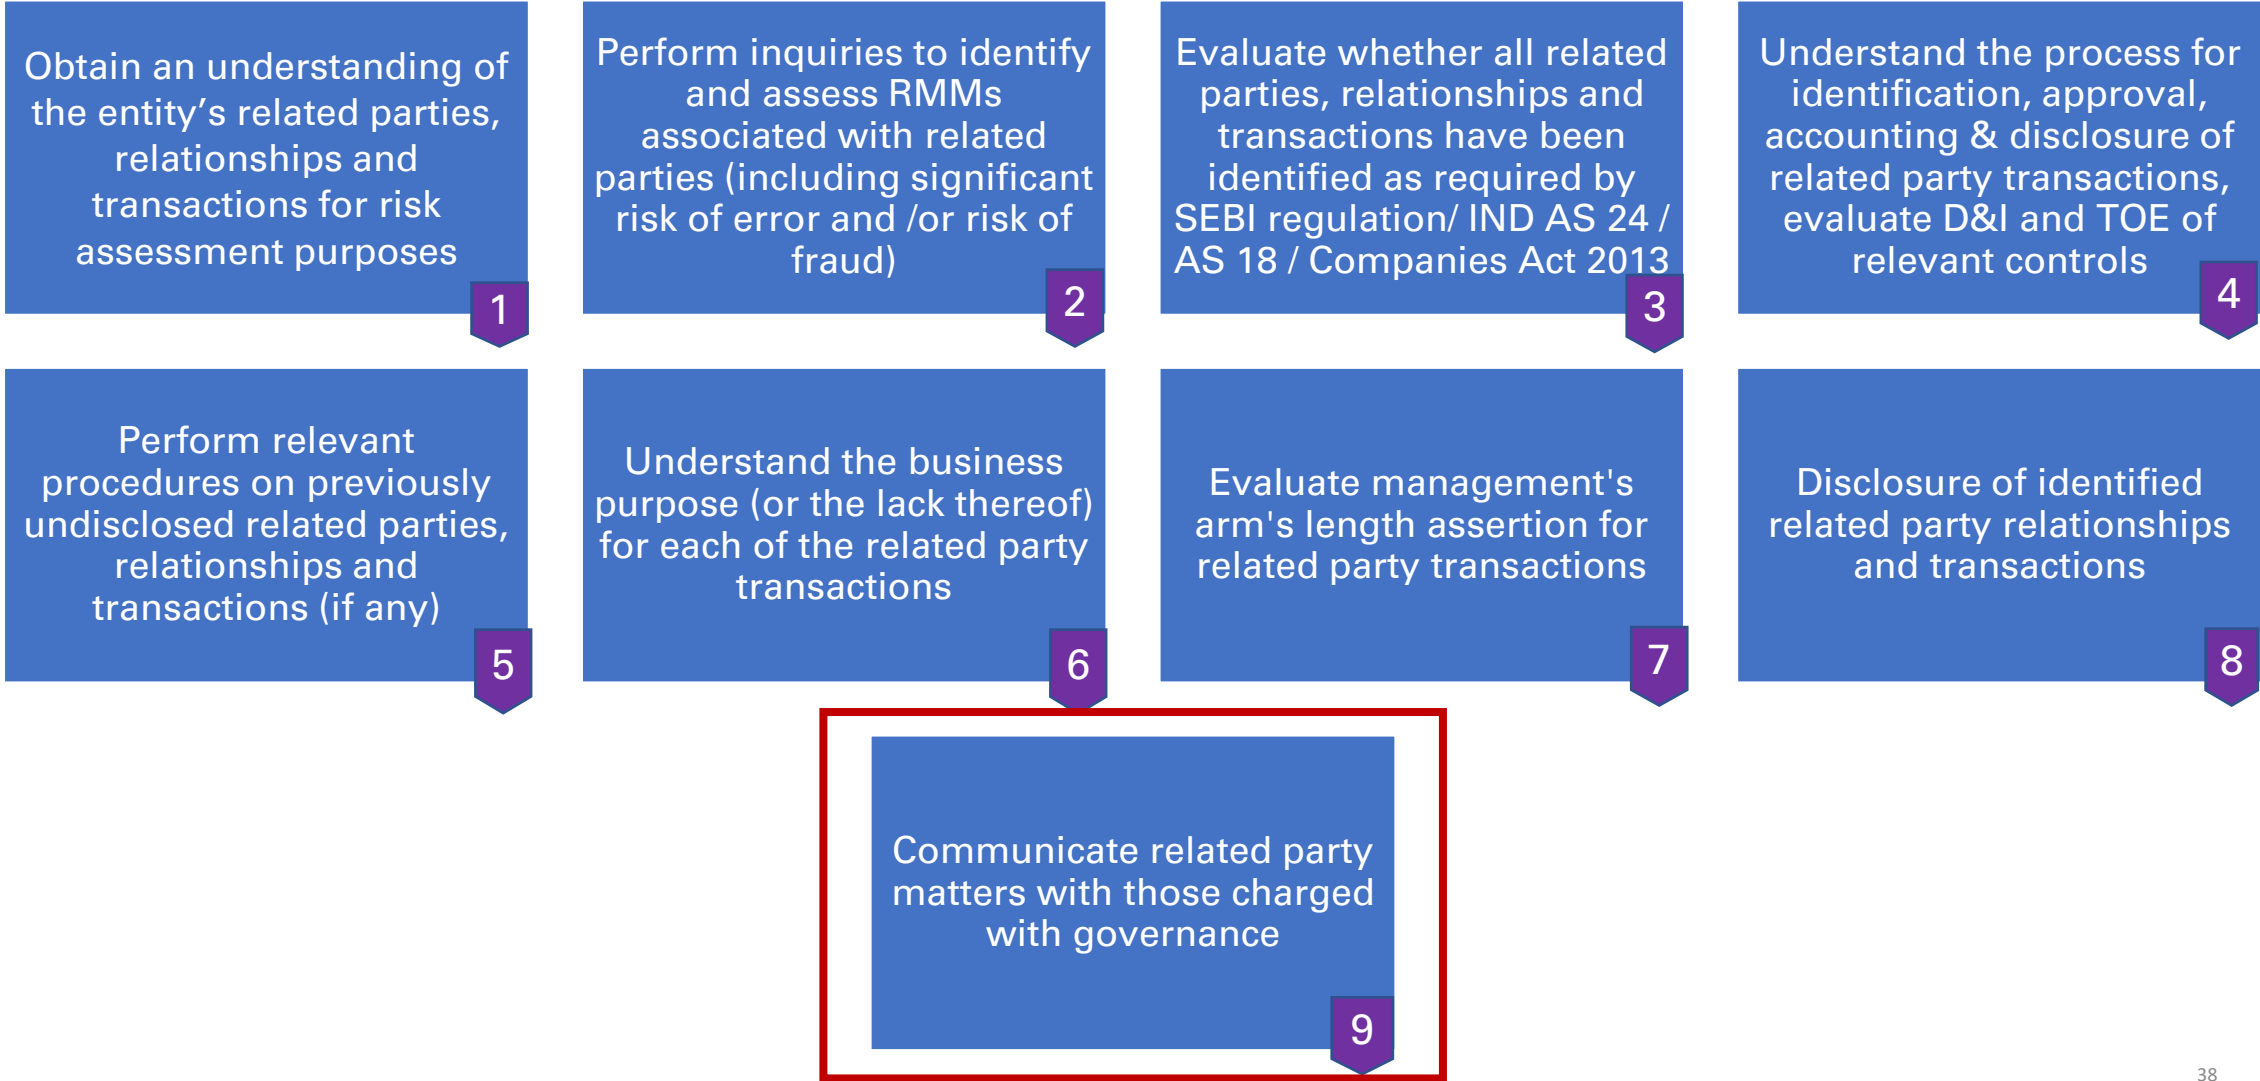 Obtain an understanding of
the entity’s related parties,
relationships and
transactions for risk
assessment purposes
1
Perform inquiries to identify
and assess RMMs
associated with related
parties (including significant
risk of error and /or risk of
fraud)
2
Evaluate whether all related
parties, relationships and
transactions have been
identified as required by
SEBI regulation/ IND AS 24 /
AS 18 / Companies Act 2013
3
Understand the process for
identification, approval,
accounting & disclosure of
related party transactions,
evaluate D&I and TOE of
relevant controls
4
Perform relevant
procedures on previously
undisclosed related parties,
relationships and
transactions (if any)
5
Understand the business
purpose (or the lack thereof)
for each of the related party
transactions
6
Evaluate management's
arm's length assertion for
related party transactions
7
Disclosure of identified
related party relationships
and transactions
8
Communicate related party
matters with those charged
with governance
9
38